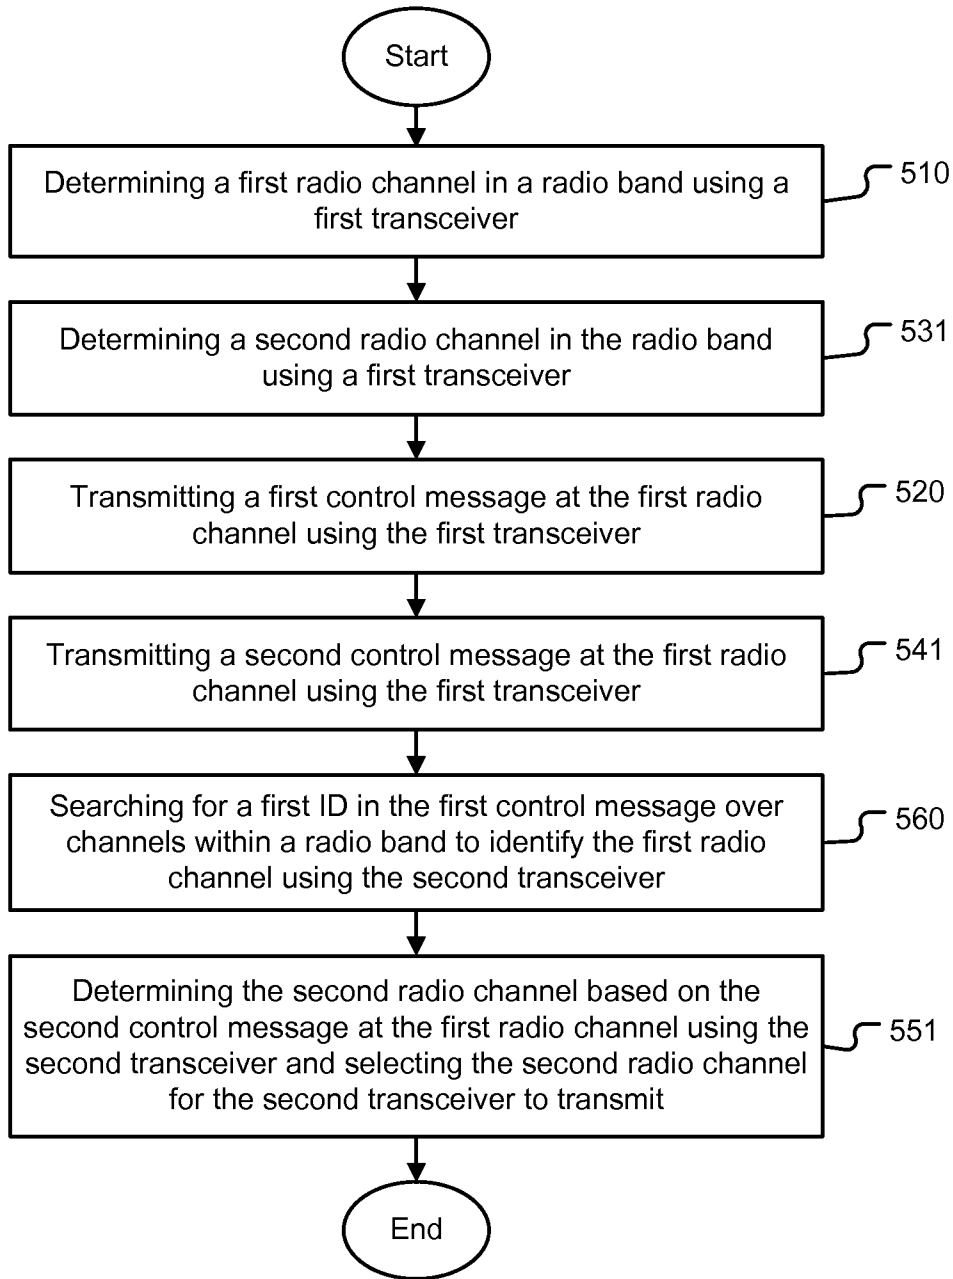 Start
Determining a first radio channel in a radio band using a
first transceiver
510
Determining a second radio channel in the radio band
using a first transceiver
531
Transmitting a first control message at the first radio
channel using the first transceiver
520
Transmitting a second control message at the first radio
channel using the first transceiver
541
Searching for a first ID in the first control message over
channels within a radio band to identify the first radio
channel using the second transceiver
560
Determining the second radio channel based on the
second control message at the first radio channel using the
second transceiver and selecting the second radio channel
for the second transceiver to transmit
551
End